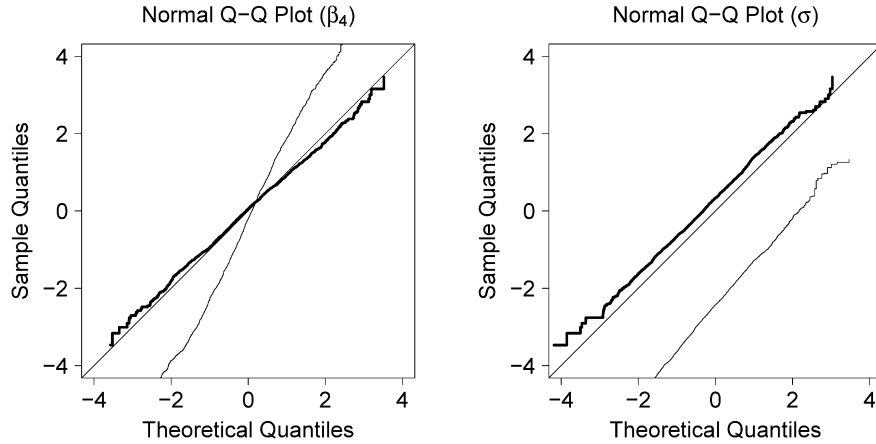 Normal Q−Q Plot (β₄)
4
2
0
−2
−4
Sample Quantiles
−4 −2 0 2 4
Theoretical Quantiles
Normal Q−Q Plot (σ)
4
2
0
−2
−4
Sample Quantiles
−4 −2 0 2 4
Theoretical Quantiles